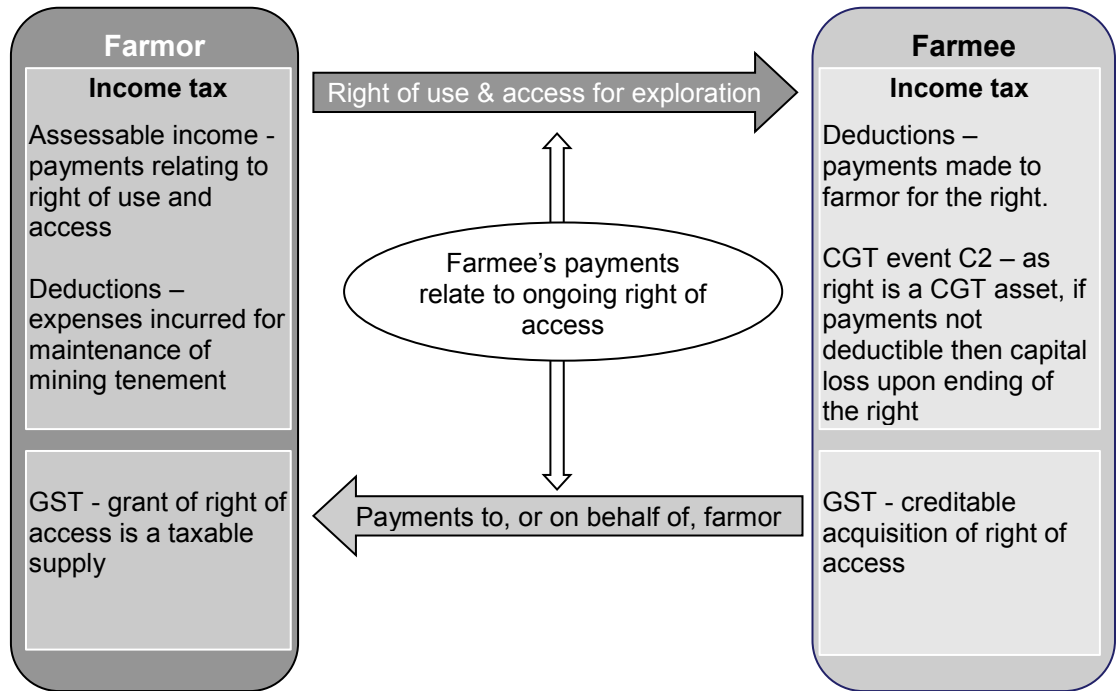 Farmor
Income tax
Assessable income -
payments relating to
right of use and
access
Deductions –
expenses incurred for
maintenance of
mining tenement
GST - grant of right of
access is a taxable
supply
Right of use & access for exploration
Farmee's payments
relate to ongoing right of
access
Payments to, or on behalf of, farmor
Farmee
Income tax
Deductions –
payments made to
farmor for the right.
CGT event C2 – as
right is a CGT asset, if
payments not
deductible then capital
loss upon ending of
the right
GST - creditable
acquisition of right of
access